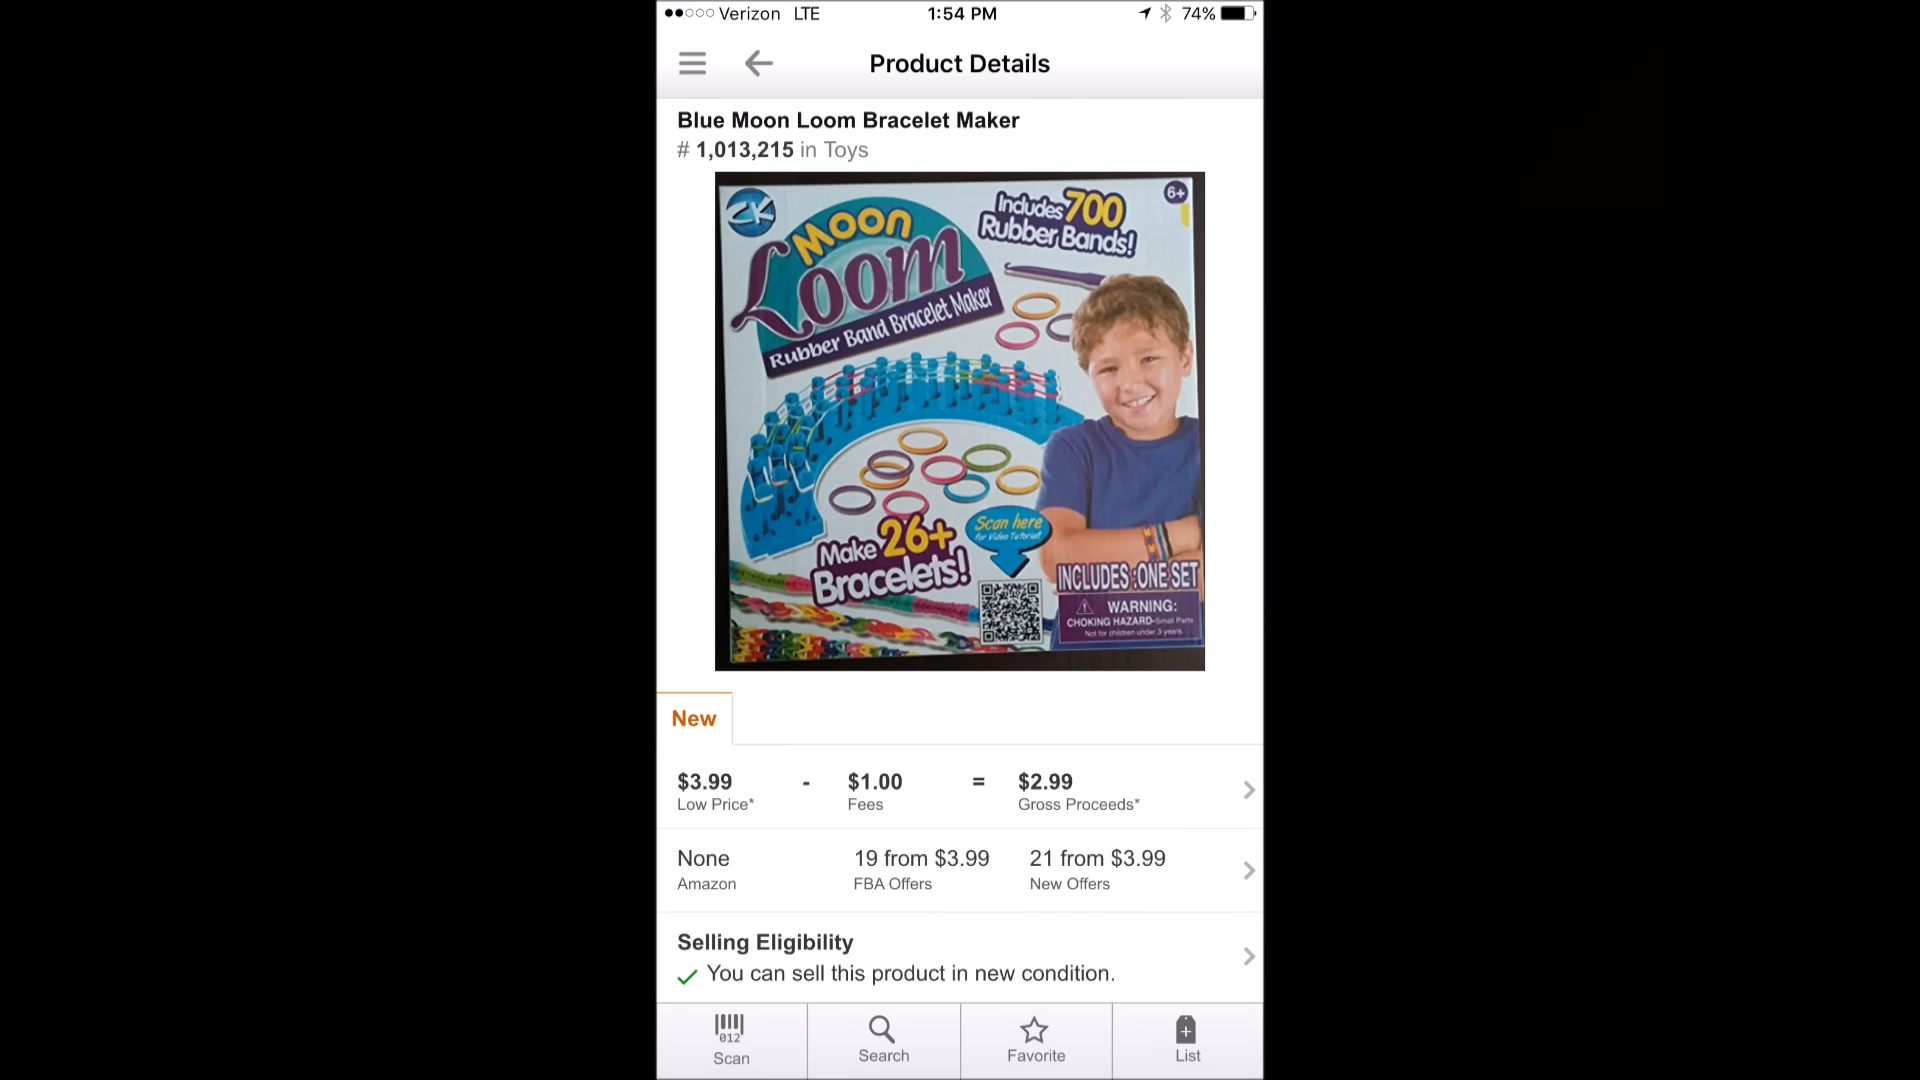 Verizon LTE 1:54 PM 74%
Product Details
Blue Moon Loom Bracelet Maker
# 1,013,215 in Toys
ZK
Includes 700
Rubber Bands!
6+
Moon
Loom
Rubber Band Bracelet Maker
Make 26+
Bracelets!
Scan here
for Video Tutorial!
INCLUDES :ONE SET
WARNING:
CHOKING HAZARD-Small Parts
Not for children under 3 years
New
$3.99 - $1.00 = $2.99
Low Price* Fees Gross Proceeds*
None 19 from $3.99 21 from $3.99
Amazon FBA Offers New Offers
Selling Eligibility
You can sell this product in new condition.
012
Scan Search Favorite List